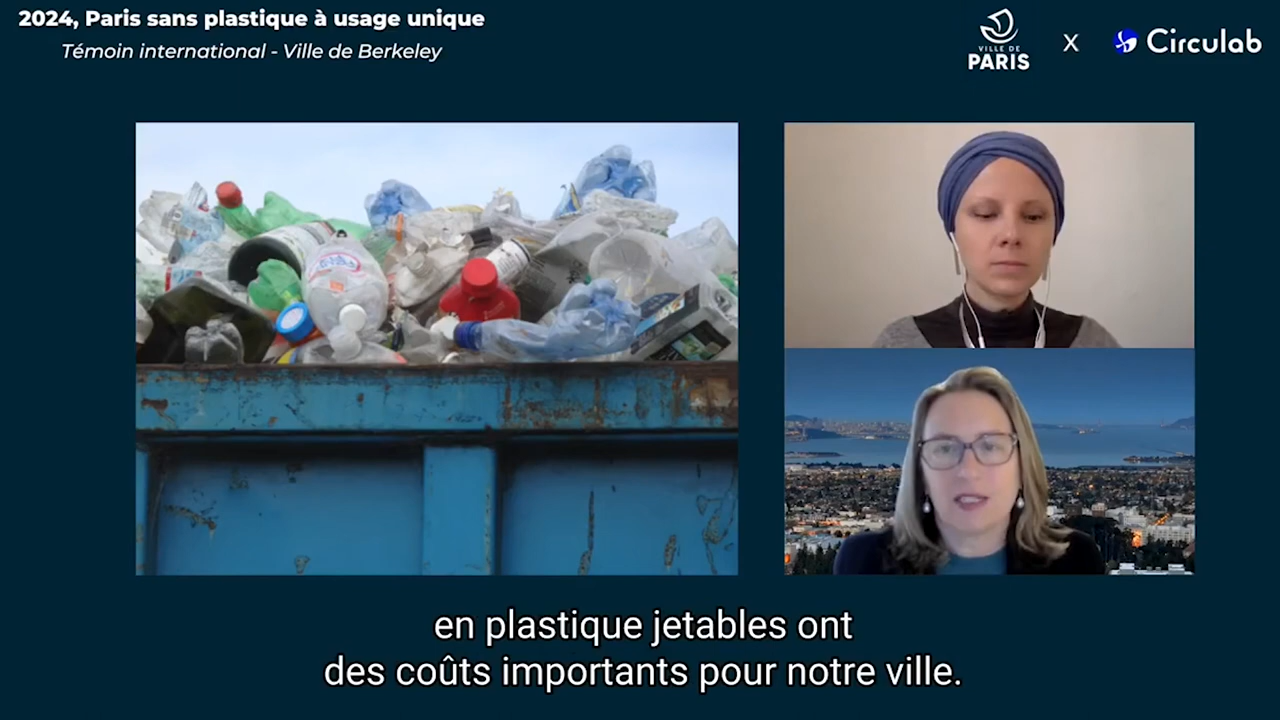 2024, Paris sans plastique à usage unique
Témoin international - Ville de Berkeley
VILLE DE
PARIS
X
Circulab
en plastique jetables ont
des coûts importants pour notre ville.